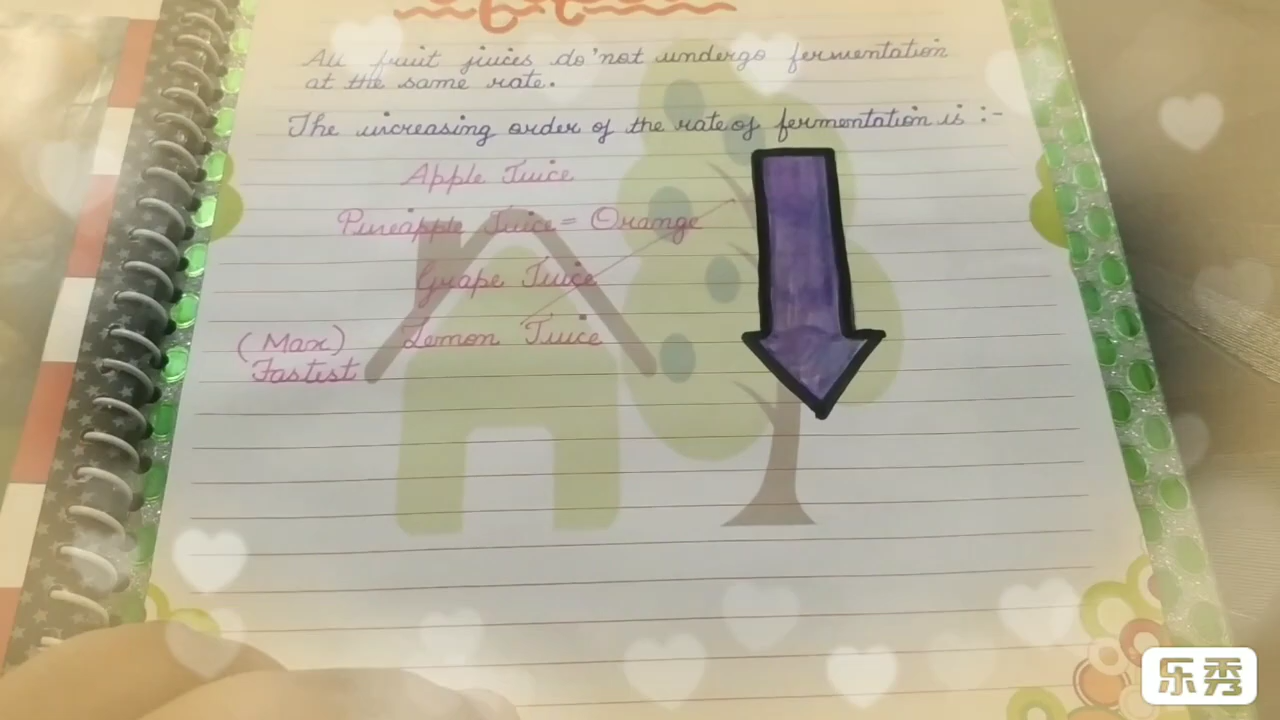 All fruit juices do'not undergo fermentation
at the same rate.
The increasing order of the rate of fermentation is :-
Apple Juice
Pineapple Juice = Orange
Grape Juice
(Max) Lemon Juice
Fastest
乐秀